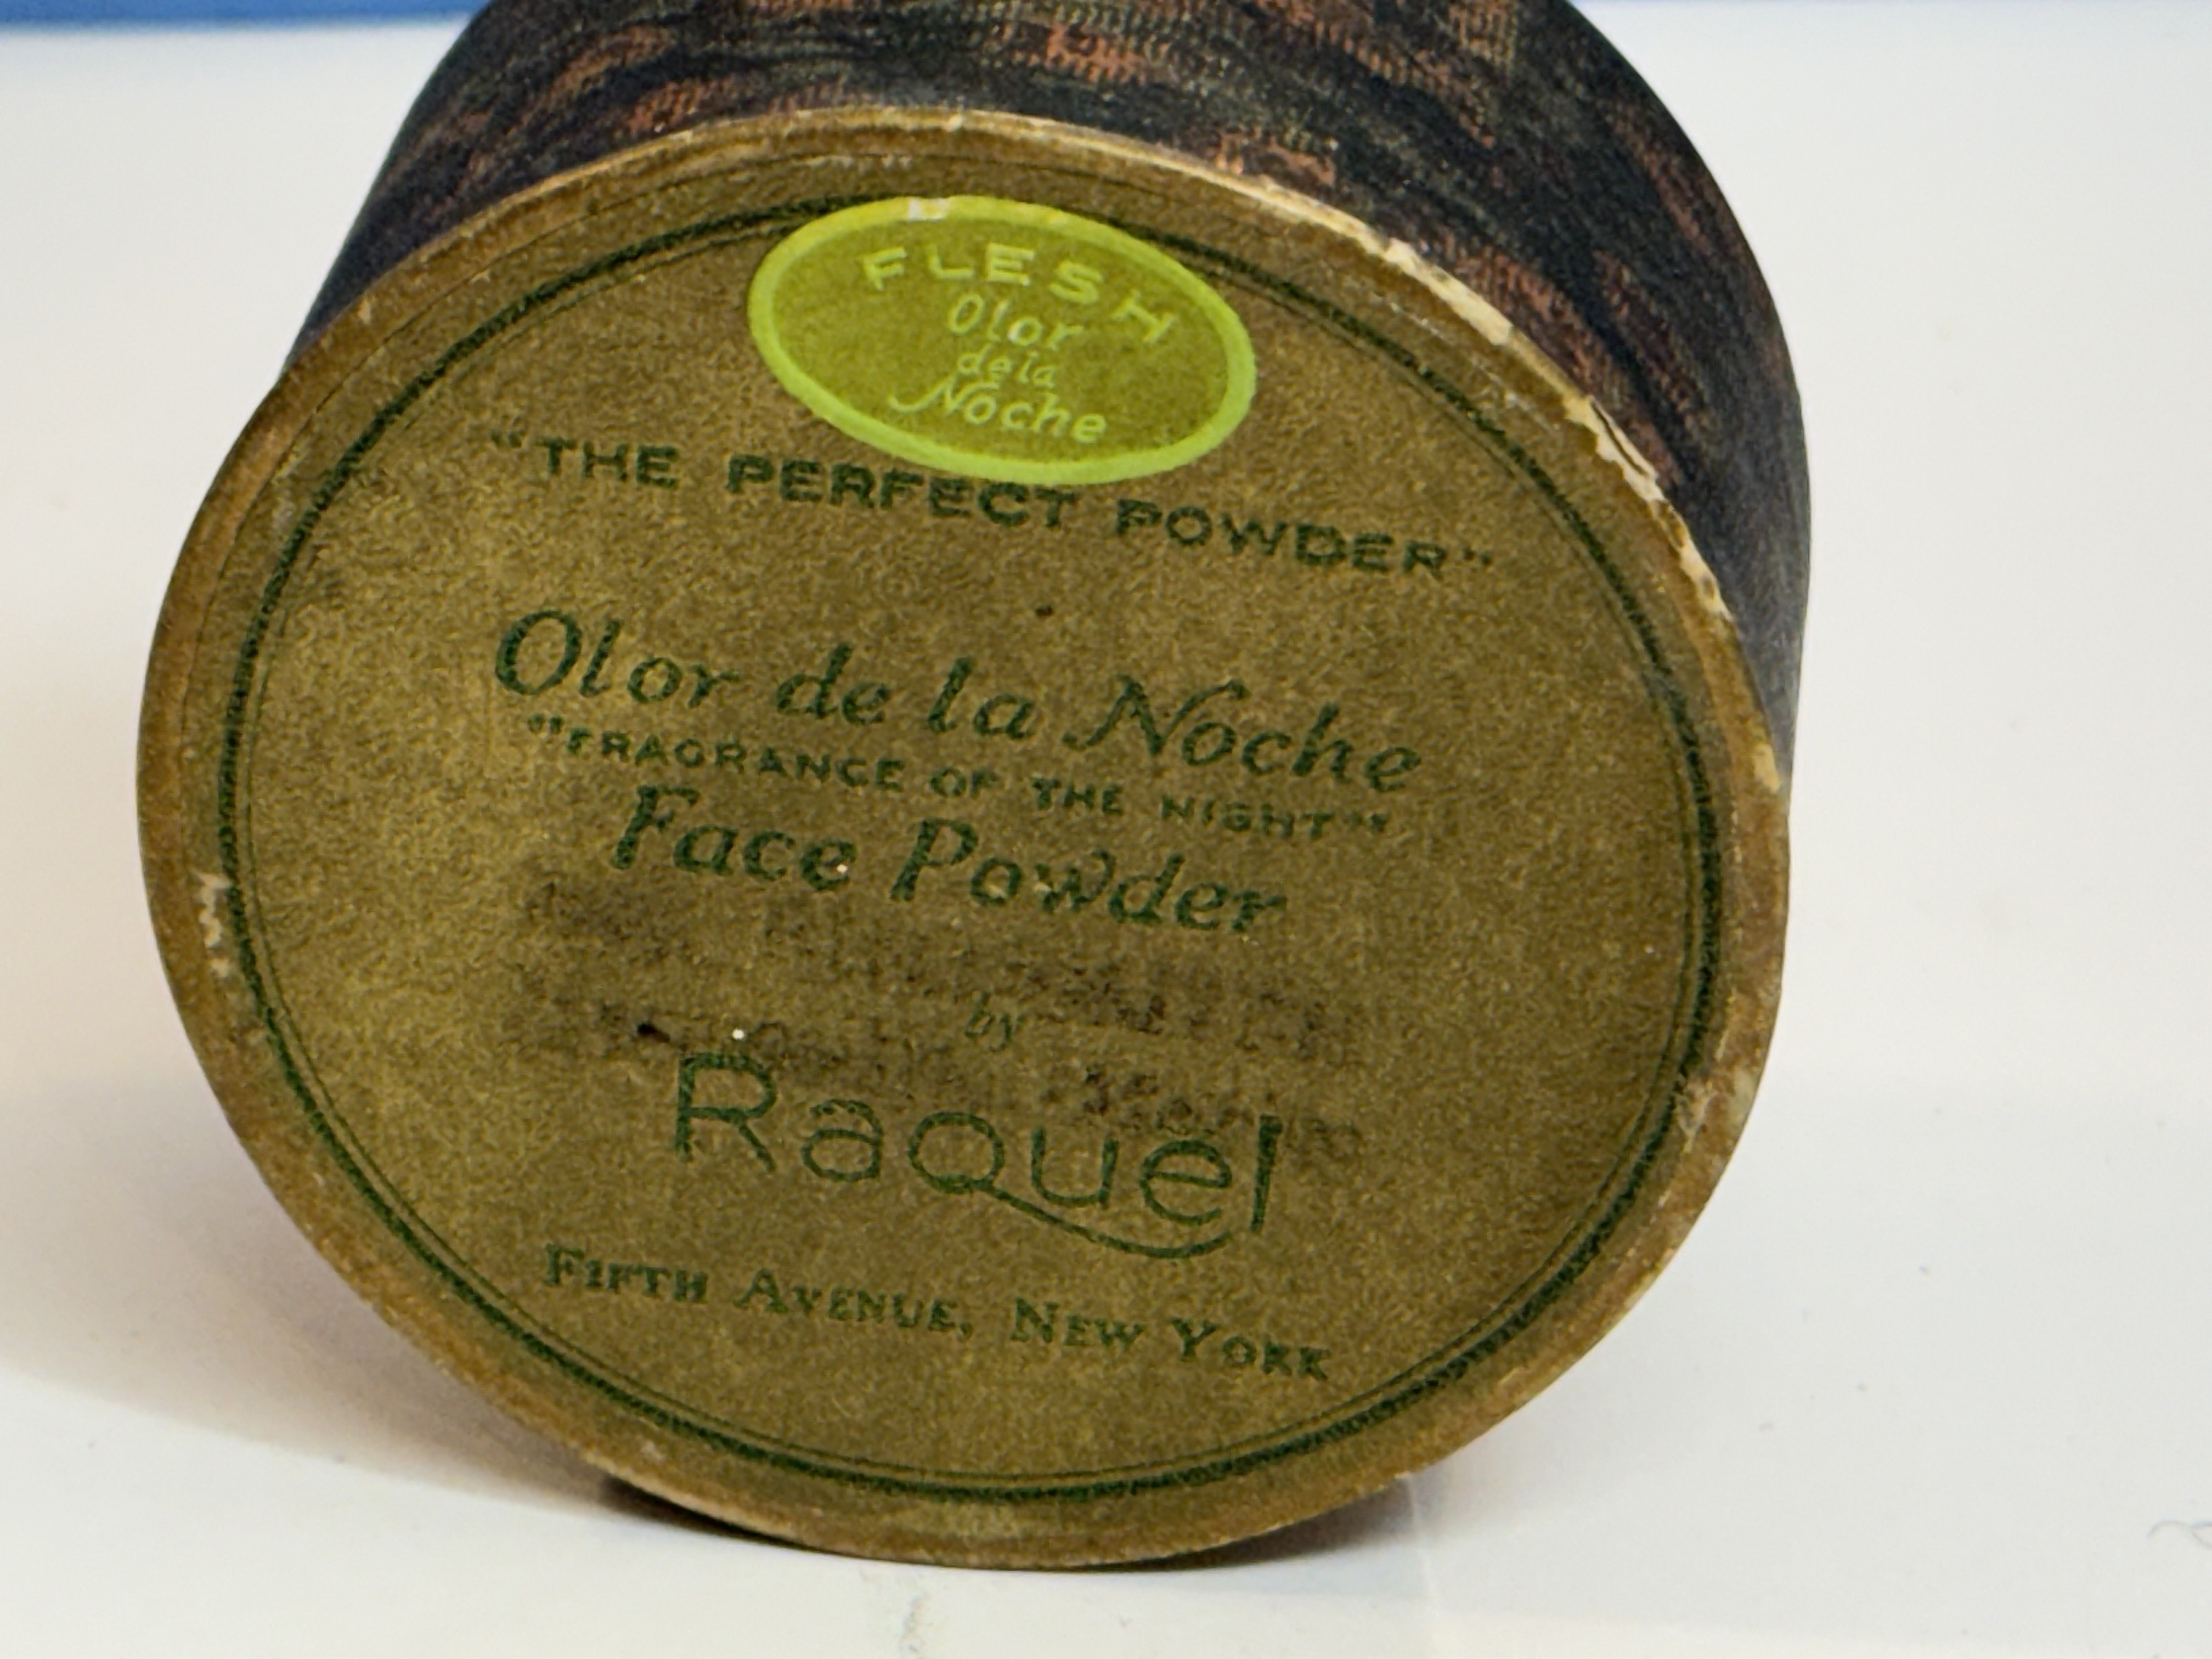 FLESH
Olor
de la
Noche
"THE PERFECT POWDER"
Olor de la Noche
"FRAGRANCE OF THE NIGHT"
Face Powder
by
Raquel
FIFTH AVENUE, NEW YORK